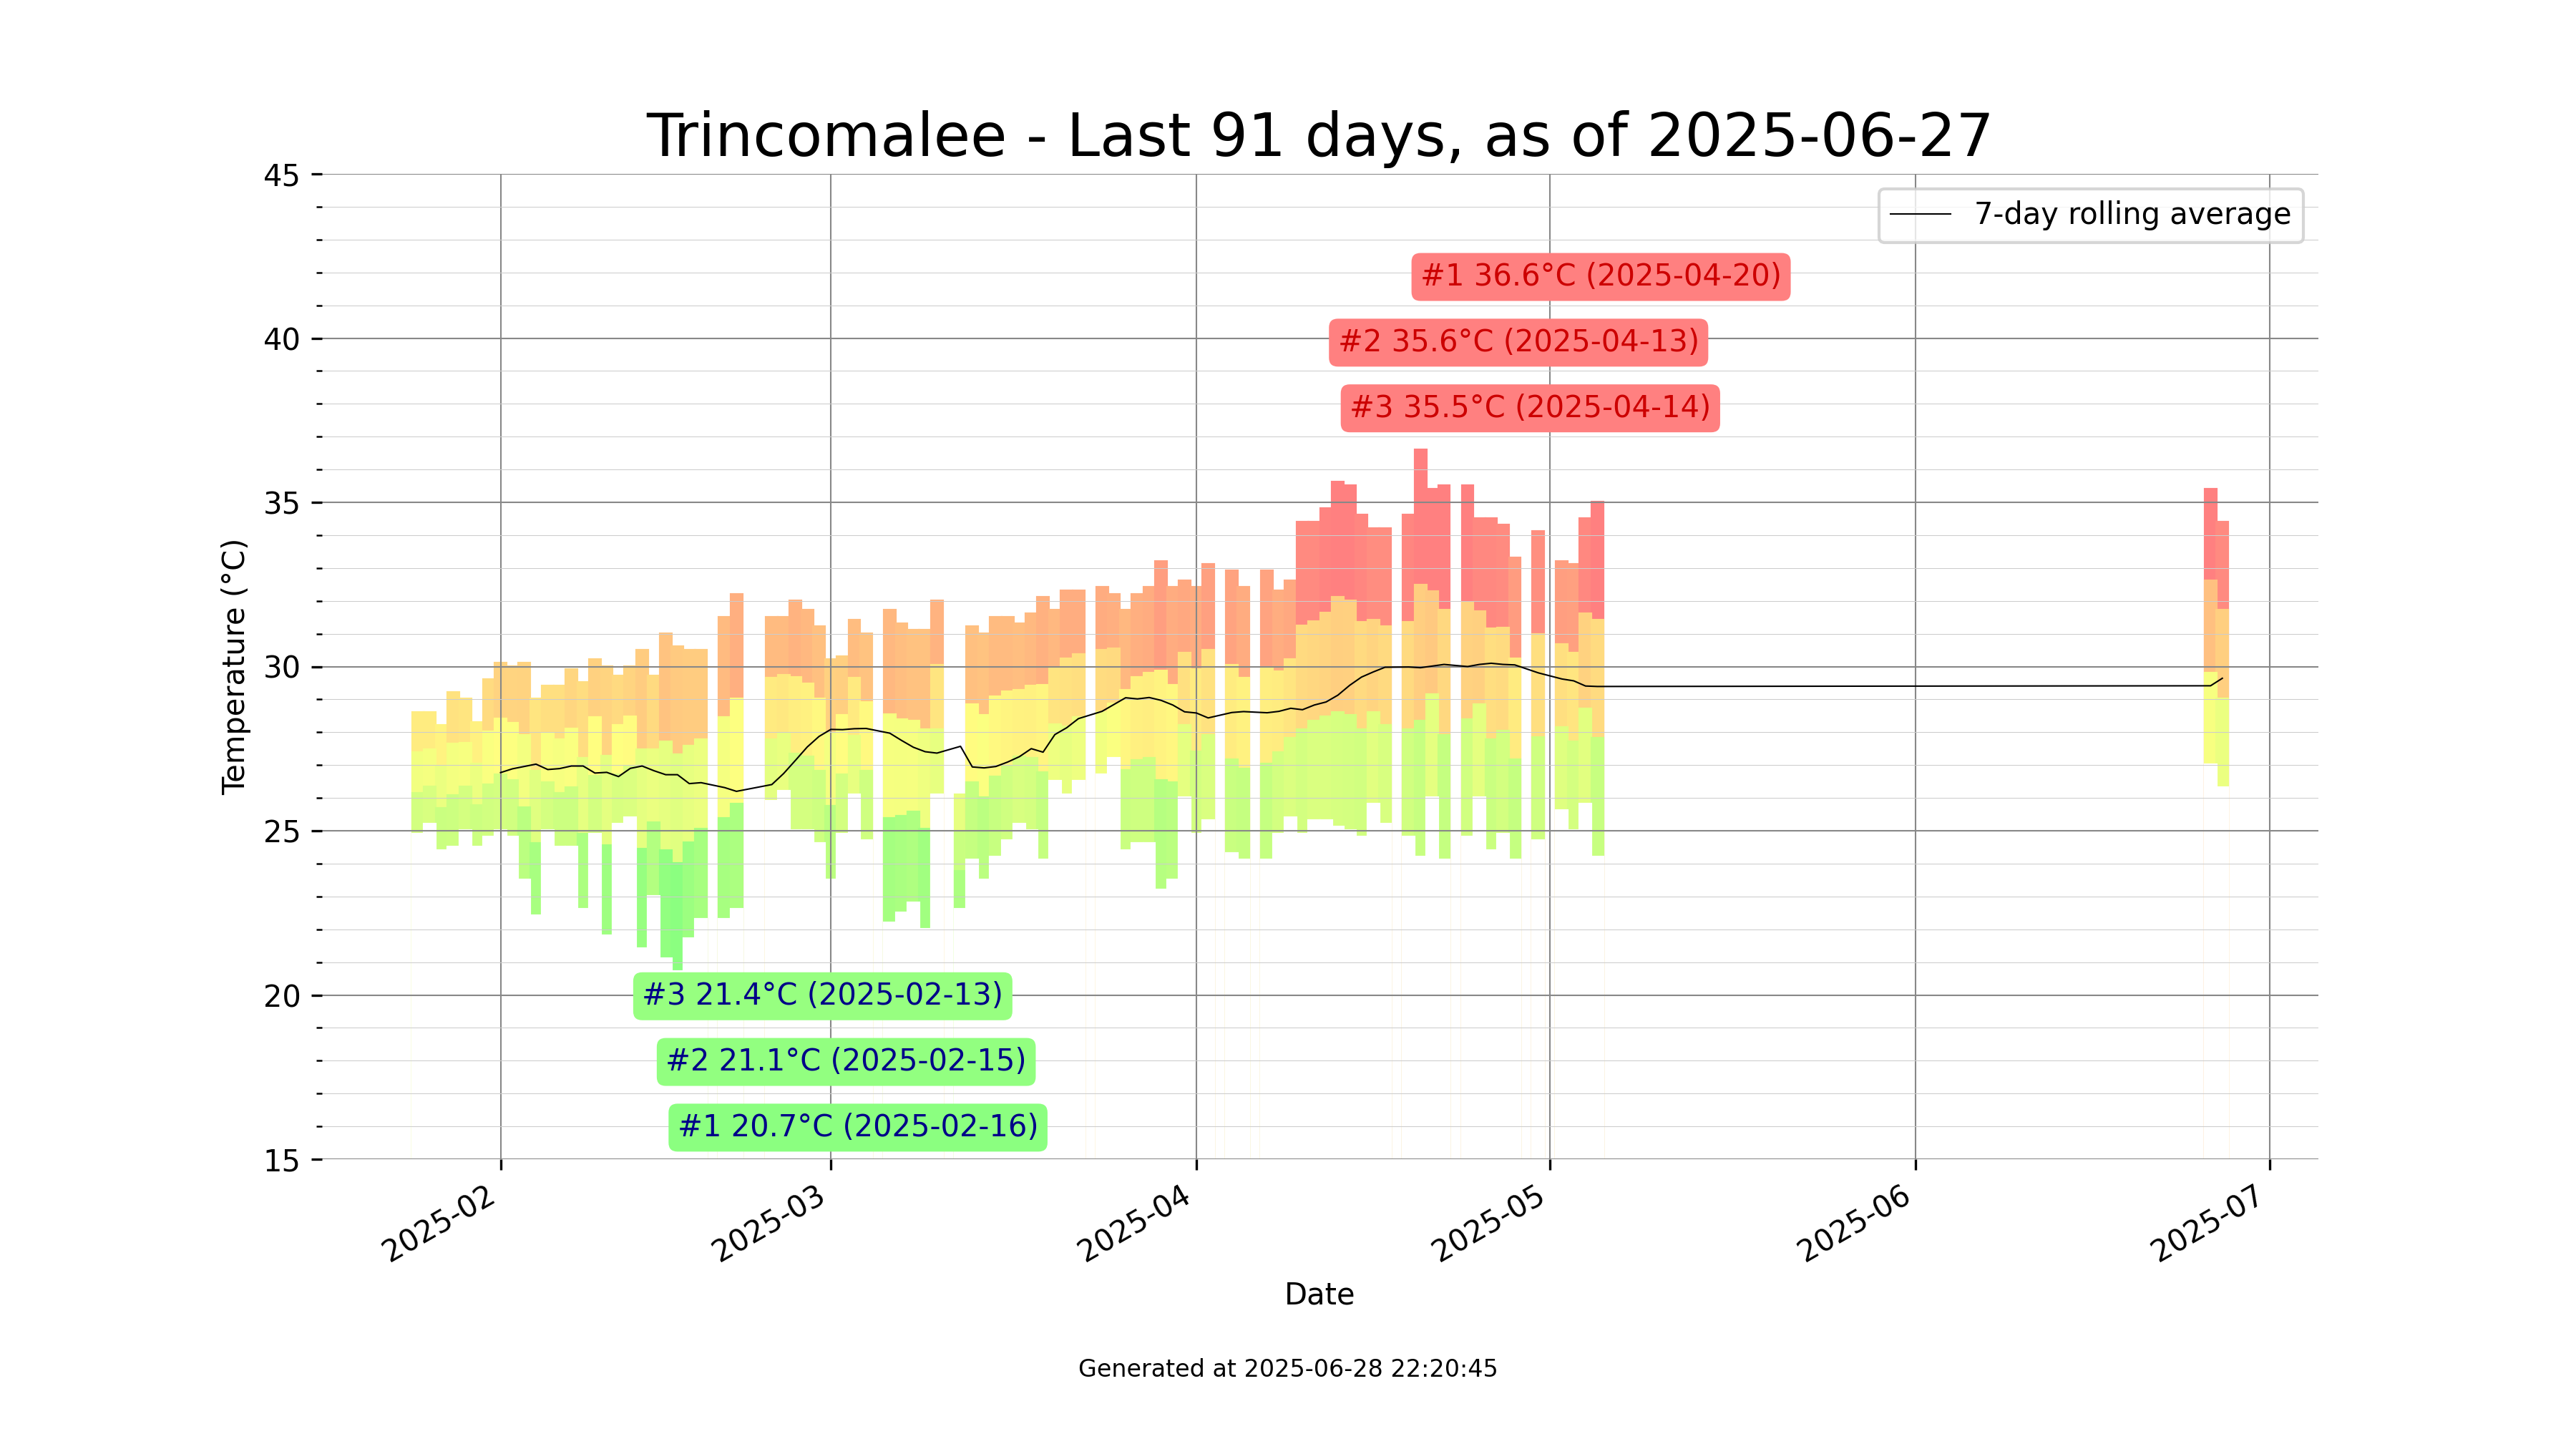 Trincomalee - Last 91 days, as of 2025-06-27
45
7-day rolling average
#1 36.6°C (2025-04-20)
40
#2 35.6°C (2025-04-13)
#3 35.5°C (2025-04-14)
35
Temperature (°C)
30
25
20
#3 21.4°C (2025-02-13)
#2 21.1°C (2025-02-15)
#1 20.7°C (2025-02-16)
15
2025-02
2025-03
2025-04
2025-05
2025-06
2025-07
Date
Generated at 2025-06-28 22:20:45